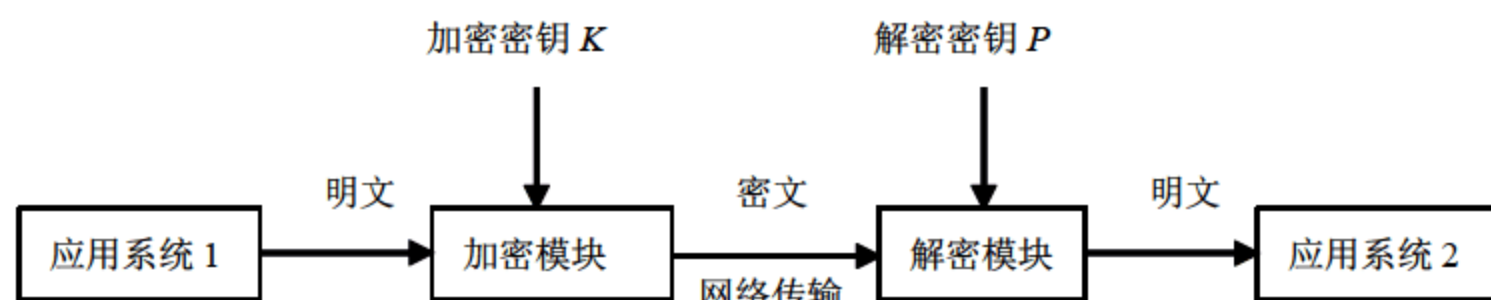 加密密钥 K
解密密钥 P
明文
密文
明文
应用系统 1
加密模块
解密模块
应用系统 2
网络传输